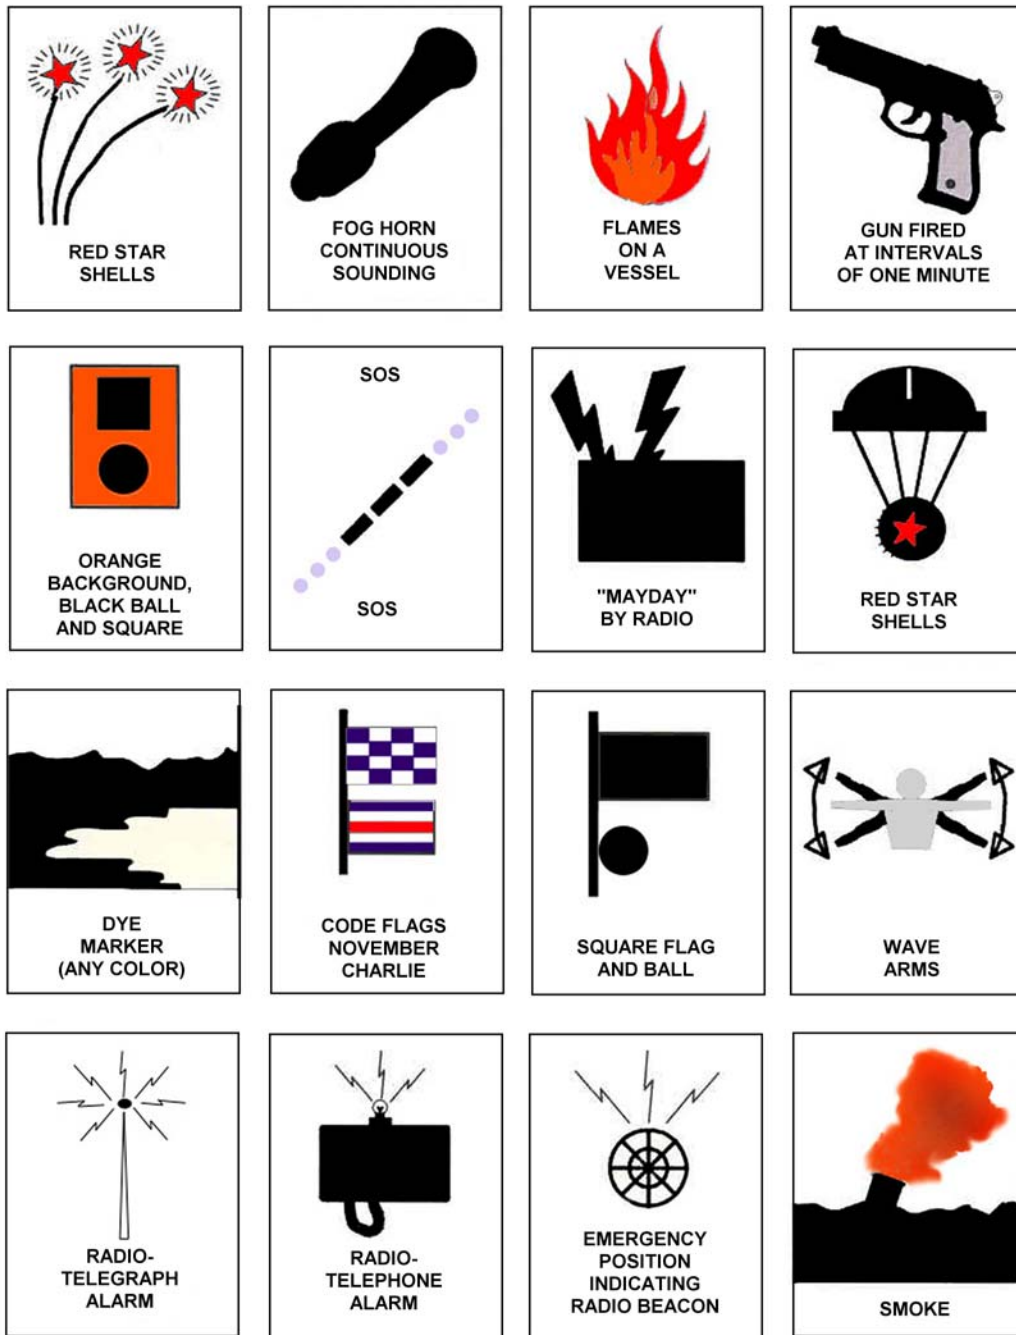 RED STAR
SHELLS
FOG HORN
CONTINUOUS
SOUNDING
FLAMES
ON A
VESSEL
GUN FIRED
AT INTERVALS
OF ONE MINUTE
ORANGE
BACKGROUND,
BLACK BALL
AND SQUARE
SOS
SOS
"MAYDAY"
BY RADIO
RED STAR
SHELLS
DYE
MARKER
(ANY COLOR)
CODE FLAGS
NOVEMBER
CHARLIE
SQUARE FLAG
AND BALL
WAVE
ARMS
RADIO-
TELEGRAPH
ALARM
RADIO-
TELEPHONE
ALARM
EMERGENCY
POSITION
INDICATING
RADIO BEACON
SMOKE